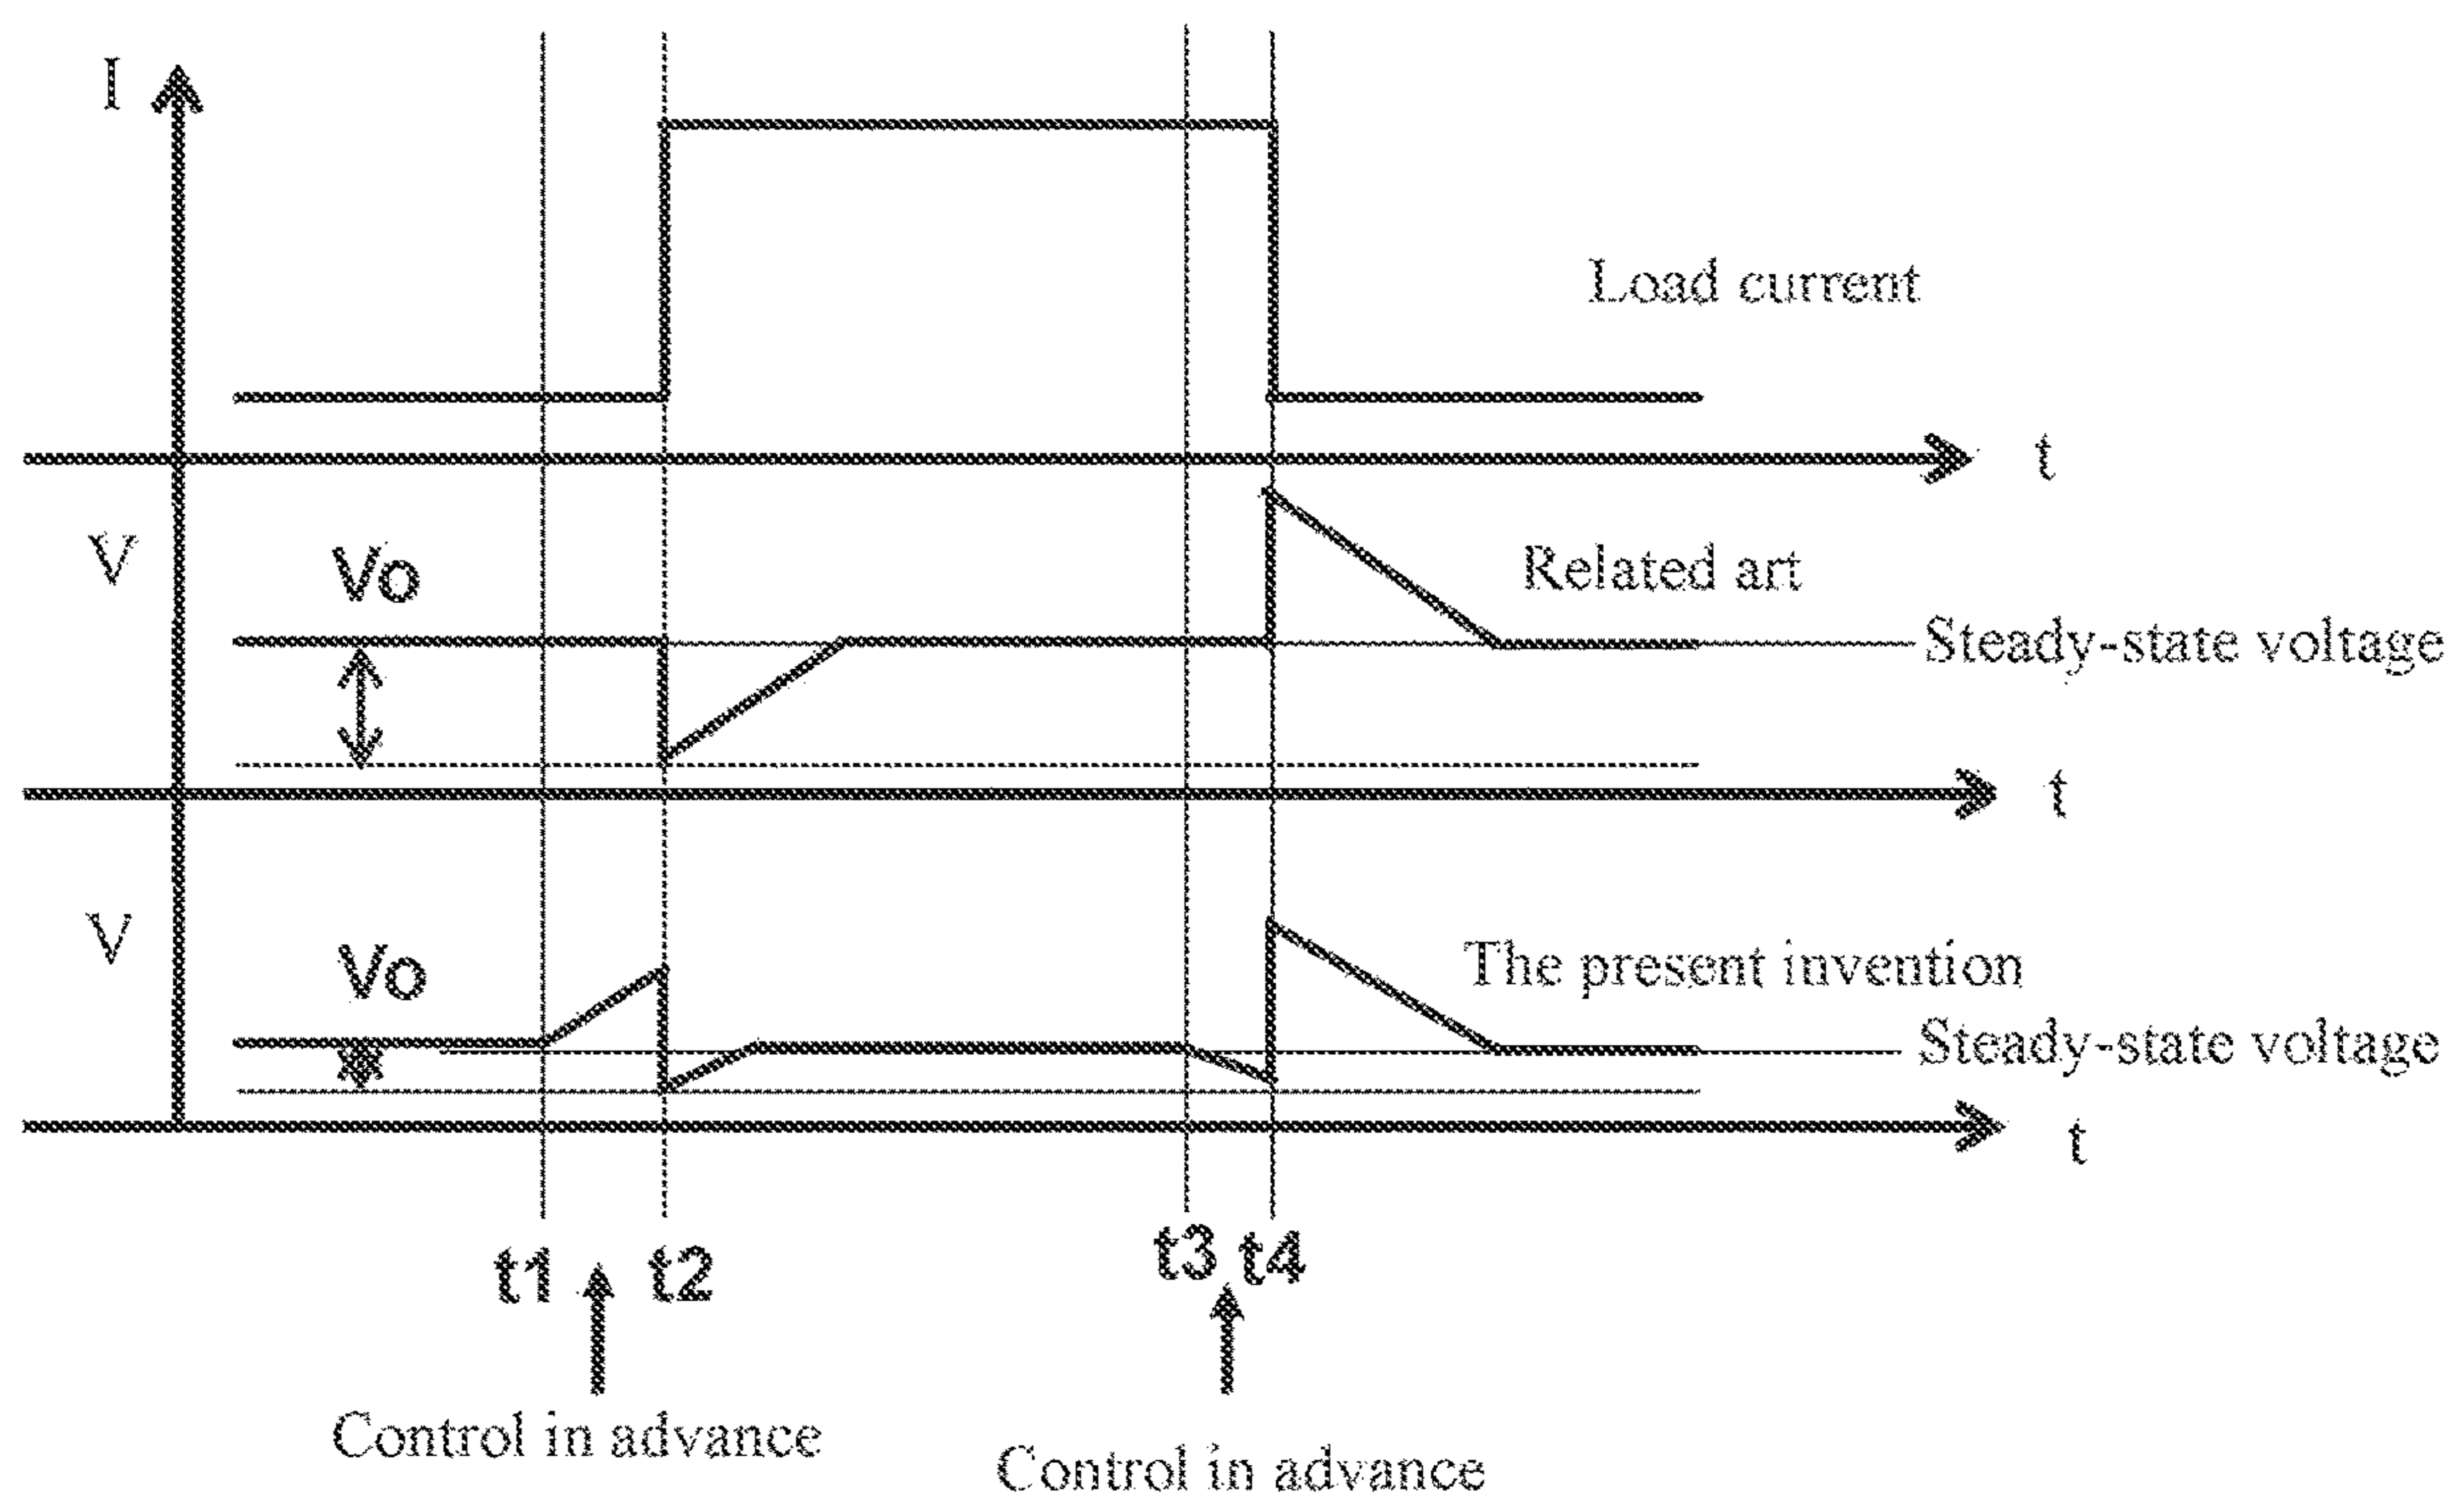 I
Load current
t
V
Vo
Related art
Steady-state voltage
t
V
Vo
The present invention
Steady-state voltage
t
t1
t2
t3
t4
Control in advance
Control in advance